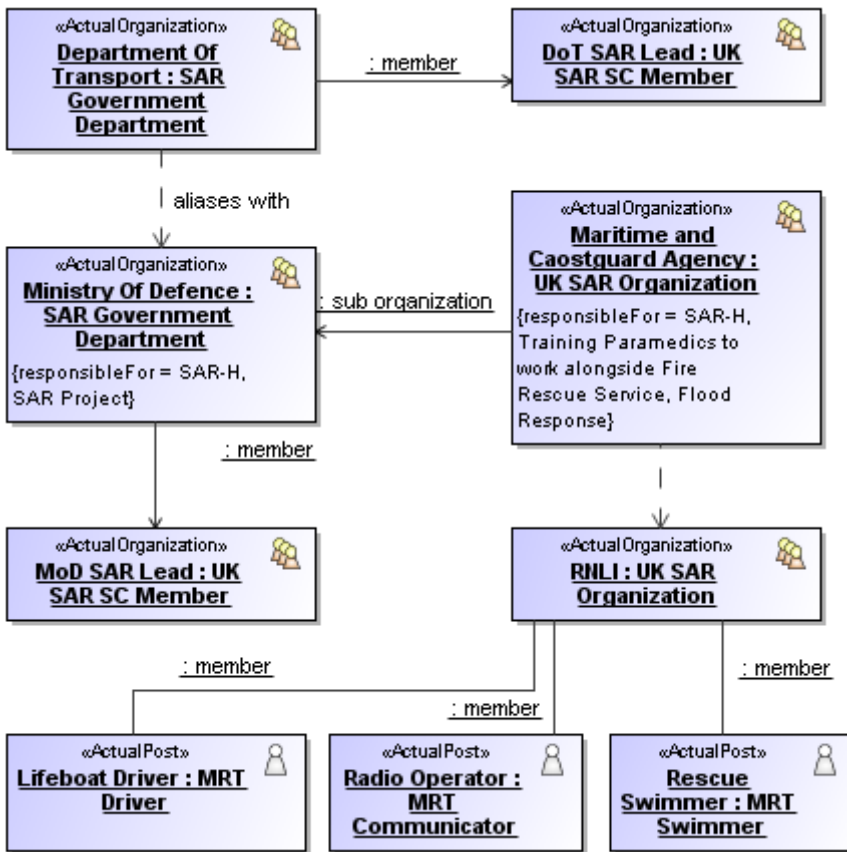 «ActualOrganization»
Department Of
Transport : SAR
Government
Department
: member
«ActualOrganization»
DoT SAR Lead : UK
SAR SC Member
aliases with
«ActualOrganization»
Ministry Of Defence :
SAR Government
Department
{responsibleFor = SAR-H,
SAR Project}
: sub organization
«ActualOrganization»
Maritime and
Caostguard Agency :
UK SAR Organization
{responsibleFor = SAR-H,
Training Paramedics to
work alongside Fire
Rescue Service, Flood
Response}
: member
«ActualOrganization»
MoD SAR Lead : UK
SAR SC Member
«ActualOrganization»
RNLI : UK SAR
Organization
: member
: member
: member
«ActualPost»
Lifeboat Driver : MRT
Driver
«ActualPost»
Radio Operator :
MRT
Communicator
«ActualPost»
Rescue
Swimmer : MRT
Swimmer